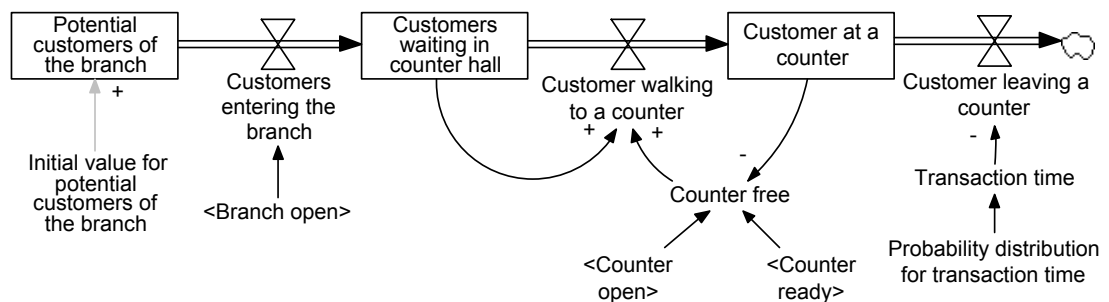 Potential
customers of
the branch
Customers
waiting in
counter hall
Customer at a
counter
Customers
entering the
branch
Customer walking
to a counter
Customer leaving a
counter
+
+
+
-
-
Initial value for
potential
customers of
the branch
<Branch open>
Counter free
Transaction time
<Counter
open>
<Counter
ready>
Probability distribution
for transaction time